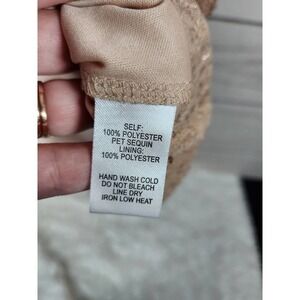 SELF:
100% POLYESTER
PET SEQUIN
LINING:
100% POLYESTER
HAND WASH COLD
DO NOT BLEACH
LINE DRY
IRON LOW HEAT